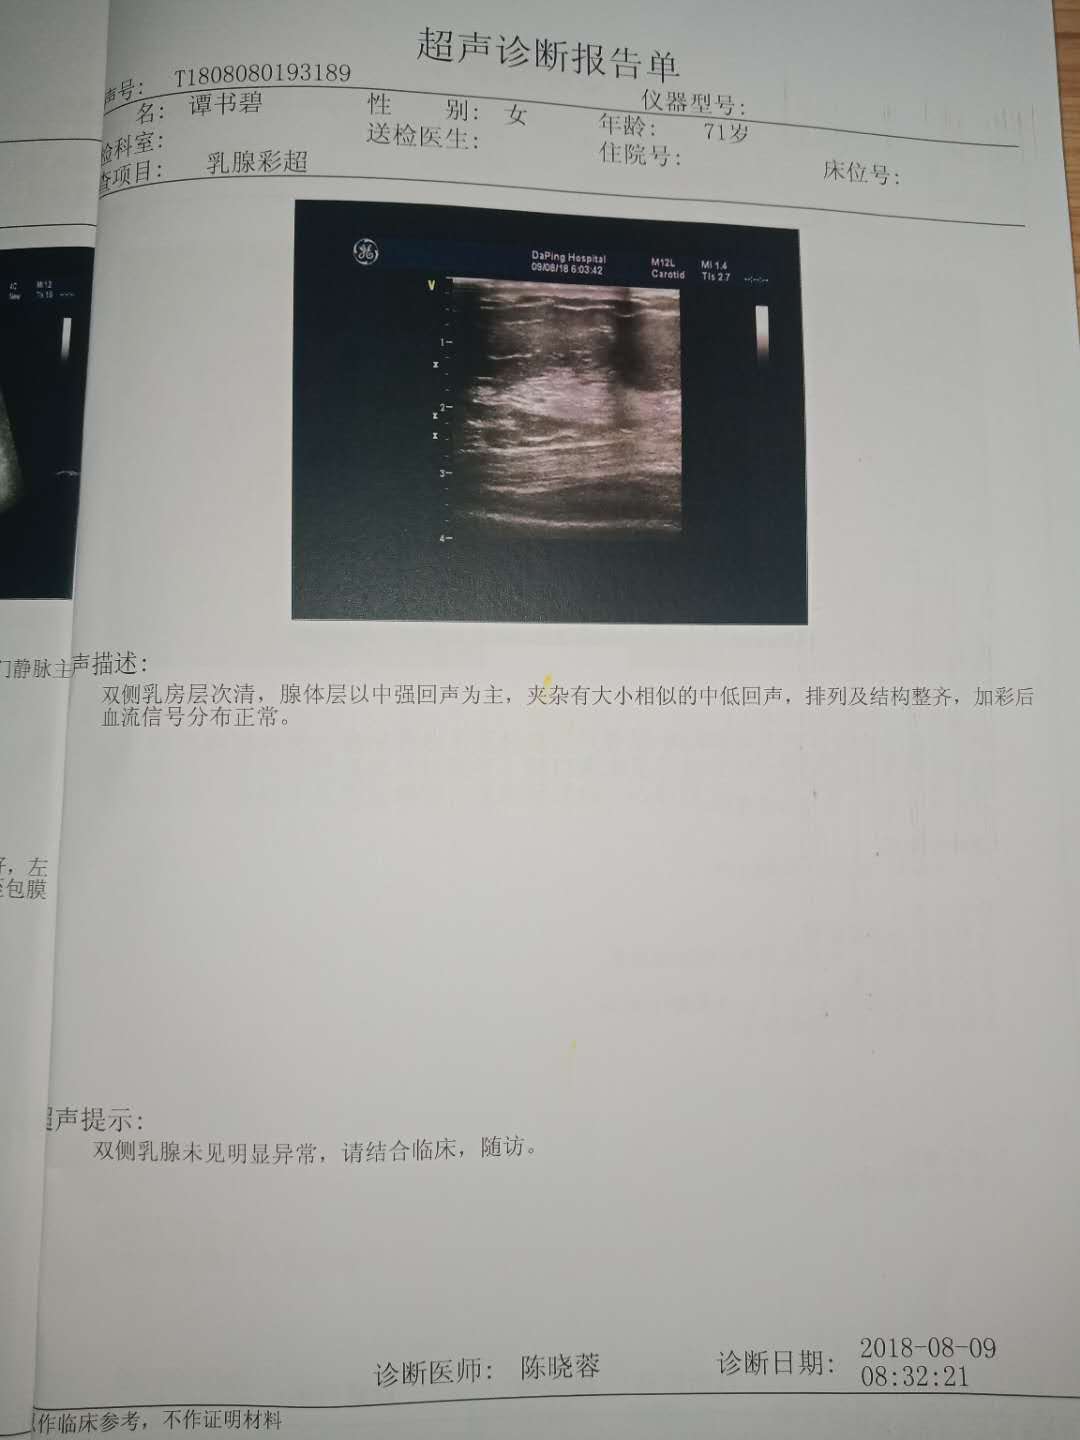 超声诊断报告单
声号: T1808080193189
仪器型号:
名: 谭书碧 性 别: 女 年龄: 71岁
检科室: 送检医生: 住院号: 床位号:
查项目: 乳腺彩超
DaPing Hospital
09/08/18 6:03:42
M12L
Carotid
MI 1.4
TIs 2.7
V
1
2
3
4
4C
New
MI 1.2
门静脉主
声描述:
双侧乳房层次清，腺体层以中强回声为主，夹杂有大小相似的中低回声，排列及结构整齐，加彩后
血流信号分布正常。
，左
包膜
超声提示:
双侧乳腺未见明显异常，请结合临床，随访。
诊断医师: 陈晓蓉 诊断日期: 2018-08-09
08:32:21
作临床参考，不作证明材料